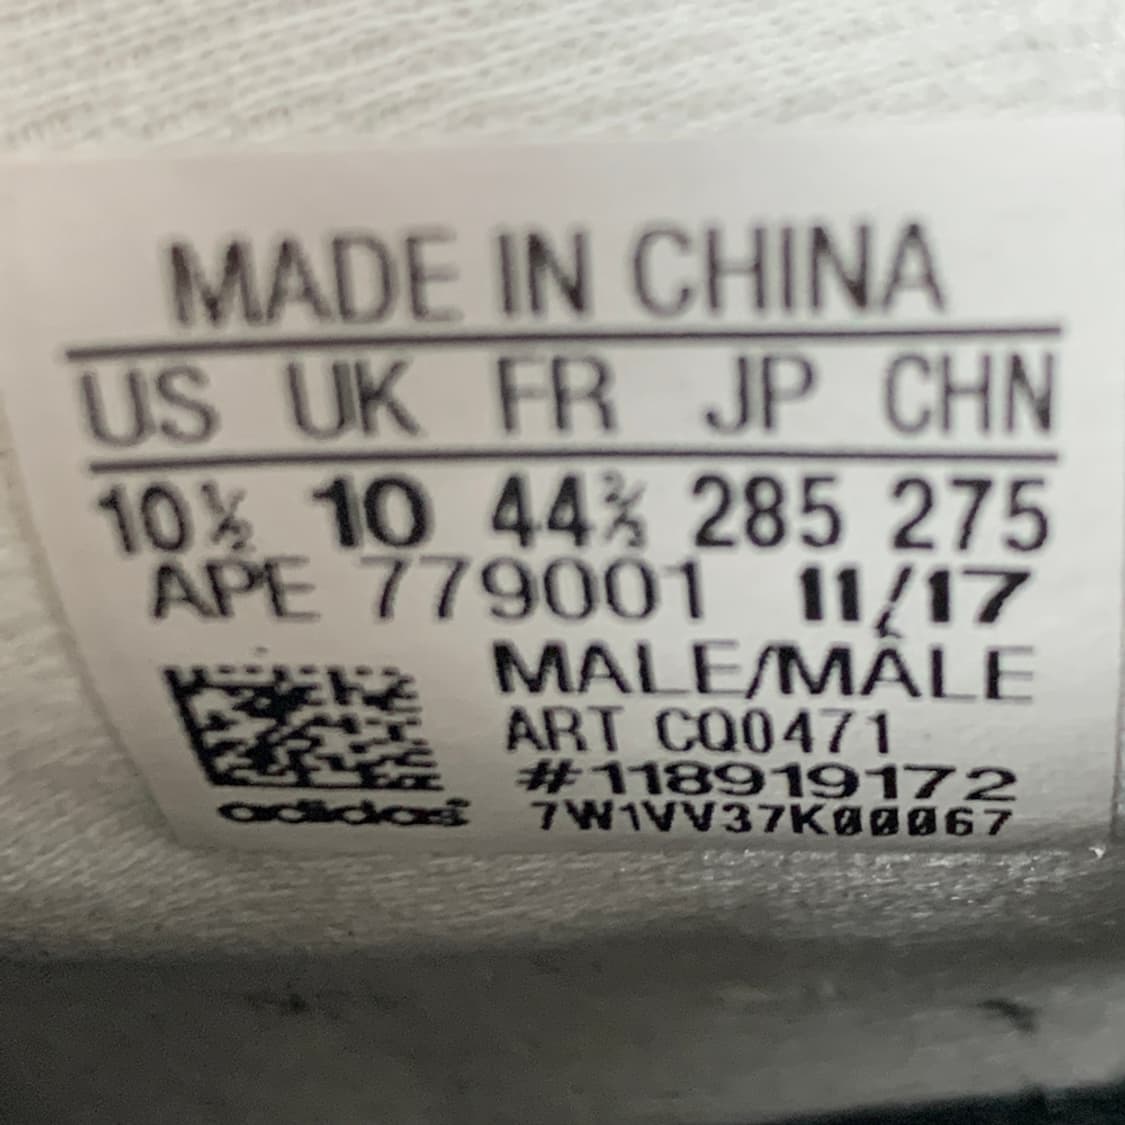 MADE IN CHINA
US UK FR JP CHN
10½ 10 44⅔ 285 275
APE 779001 11/17
MALE/MÂLE
ART CQ0471
#118919172
adidas 7W1VV37K00067